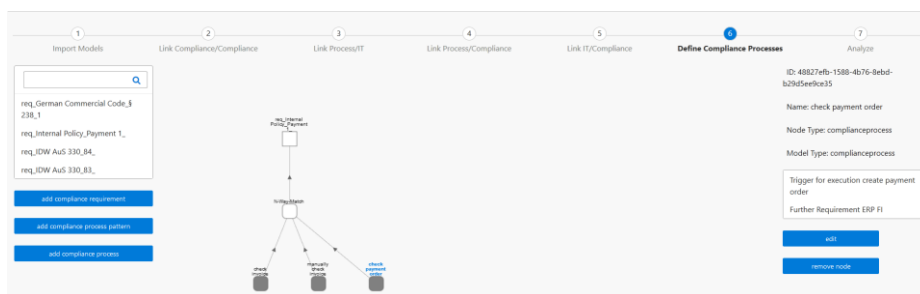 1
2
3
4
5
6
7
Import Models
Link Compliance/Compliance
Link Process/IT
Link Process/Compliance
Link IT/Compliance
Define Compliance Processes
Analyze
req_German Commercial Code_§
238_1
req_Internal Policy_Payment 1_
req_IDW AuS 330_84_
req_IDW AuS 330_83_
add compliance requirement
add compliance process pattern
add compliance process
req_Internal
Policy_Payment
check
invoice
manually
check
invoice
check
payment
order
ID: 48827efb-1588-4b76-8ebd-
b29d5ee9ce35
Name: check payment order
Node Type: complianceprocess
Model Type: complianceprocess
Trigger for execution create payment
order
Further Requirement ERP FI
edit
remove node